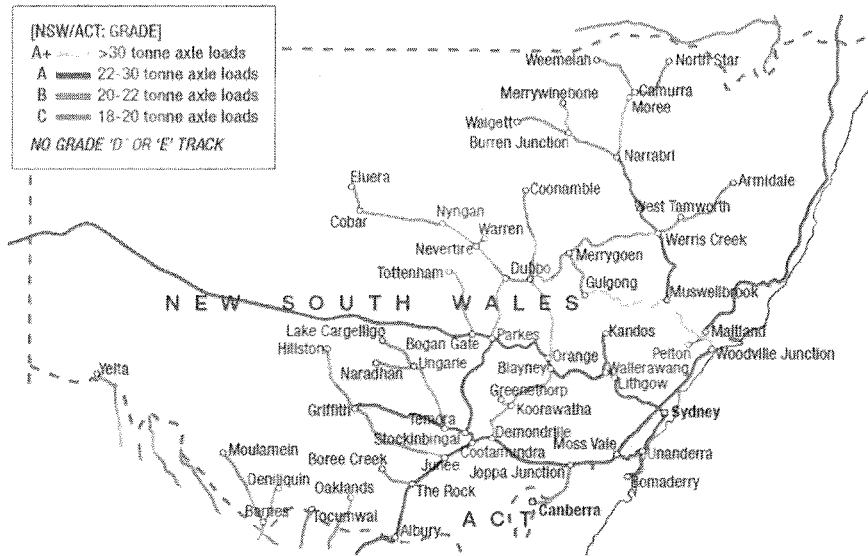 [NSW/ACT: GRADE]
A+ >30 tonne axle loads
A 22-30 tonne axle loads
B 20-22 tonne axle loads
C 18-20 tonne axle loads
NO GRADE 'D' OR 'E' TRACK
Weemelah
North Star
Merrywinebone
Camurra
Moree
Walgett
Burren Junction
Narrabri
Eluera
Coonamble
Armidale
West Tamworth
Cobar
Nyngan
Warren
Nevertire
Werris Creek
Merrygoen
Tottenham
Dubbo
Gulgong
Muswellbrook
NEW SOUTH WALES
Lake Cargelligo
Bogan Gate
Parkes
Kandos
Maitland
Hillston
Orange
Pelton
Woodville Junction
Ungarie
Blayney
Wallerawang
Yelta
Naradhan
Lithgow
Greenethorp
Griffith
Koorawatha
Temora
Sydney
Stockinbingal
Demondrille
Moulamein
Cootamundra
Moss Vale
Unanderra
Boree Creek
Junee
Joppa Junction
Deniliquin
Oaklands
The Rock
Bomaderry
Barnes
Tocumwal
ACT
Canberra
Albury